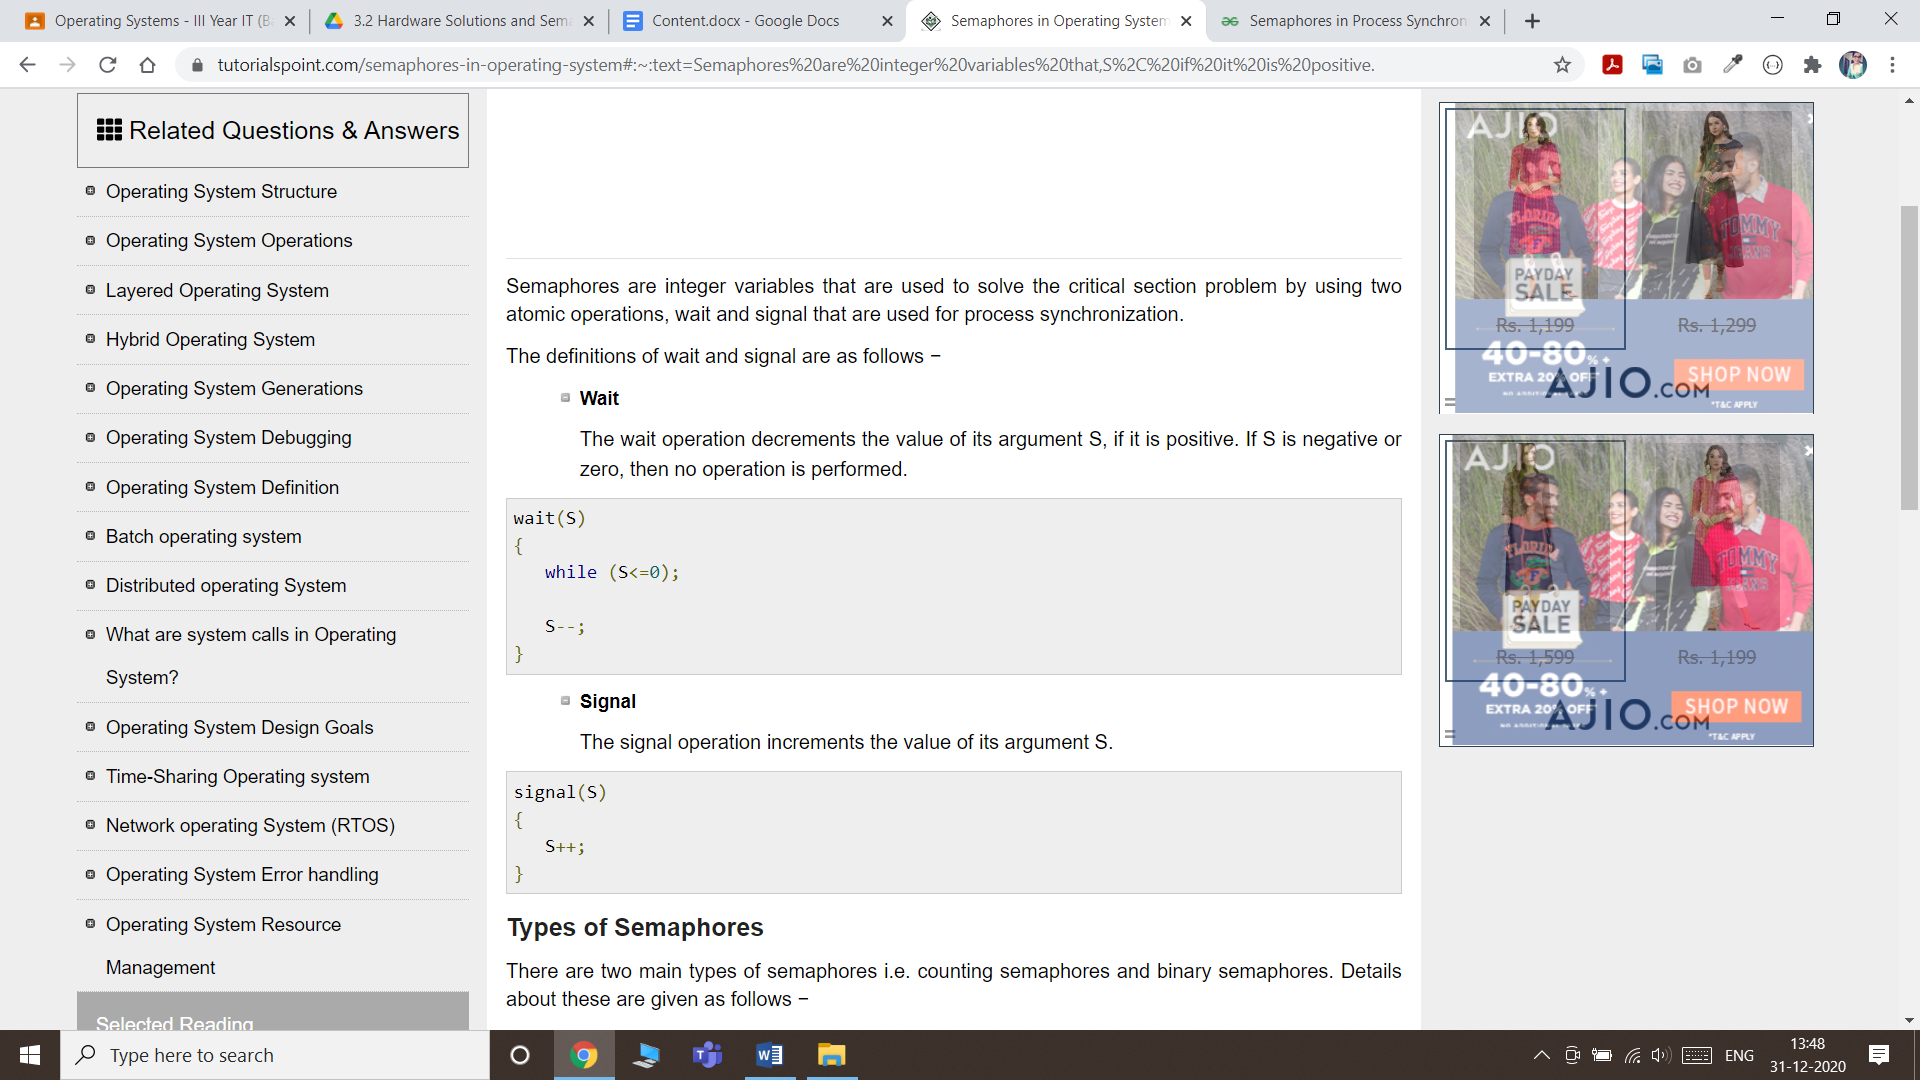 Operating Systems - III Year IT (B
3.2 Hardware Solutions and Sem
Content.docx - Google Docs
Semaphores in Operating System
Semaphores in Process Synchron
tutorialspoint.com/semaphores-in-operating-system#:~:text=Semaphores%20are%20integer%20variables%20that,S%2C%20if%20it%20is%20positive.
Related Questions & Answers
Operating System Structure
Operating System Operations
Layered Operating System
Hybrid Operating System
Operating System Generations
Operating System Debugging
Operating System Definition
Batch operating system
Distributed operating System
What are system calls in Operating
System?
Operating System Design Goals
Time-Sharing Operating system
Network operating System (RTOS)
Operating System Error handling
Operating System Resource
Management
Selected Reading
Semaphores are integer variables that are used to solve the critical section problem by using two
atomic operations, wait and signal that are used for process synchronization.
The definitions of wait and signal are as follows −
Wait
The wait operation decrements the value of its argument S, if it is positive. If S is negative or
zero, then no operation is performed.
wait(S)
{
while (S<=0);
S--;
}
Signal
The signal operation increments the value of its argument S.
signal(S)
{
S++;
}
Types of Semaphores
There are two main types of semaphores i.e. counting semaphores and binary semaphores. Details
about these are given as follows −
AJIO
FLORIDA
TOMMY
JEANS
PAYDAY
SALE
Rs. 1,199
Rs. 1,299
40-80% +
EXTRA 20% OFF
SHOP NOW
AJIO.COM
*T&C APPLY
AJIO
FLORIDA
TOMMY
JEANS
PAYDAY
SALE
Rs. 1,599
Rs. 1,199
40-80% +
EXTRA 20% OFF
SHOP NOW
AJIO.COM
*T&C APPLY
Type here to search
ENG
13:48
31-12-2020